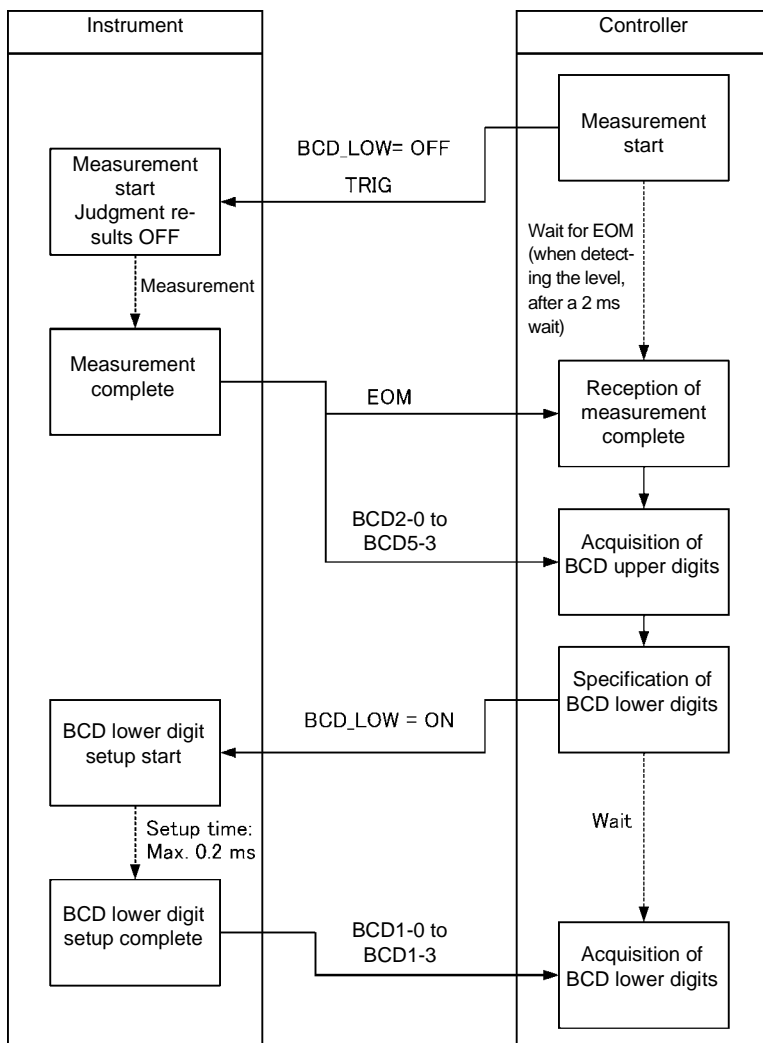 Instrument
Controller
Measurement
start
BCD_LOW= OFF
TRIG
Measurement
start
Judgment re-
sults OFF
Wait for EOM
(when detect-
ing the level,
after a 2 ms
wait)
Measurement
Measurement
complete
EOM
Reception of
measurement
complete
BCD2-0 to
BCD5-3
Acquisition of
BCD upper digits
Specification of
BCD lower digits
BCD_LOW = ON
BCD lower digit
setup start
Setup time:
Max. 0.2 ms
Wait
BCD lower digit
setup complete
BCD1-0 to
BCD1-3
Acquisition of
BCD lower digits